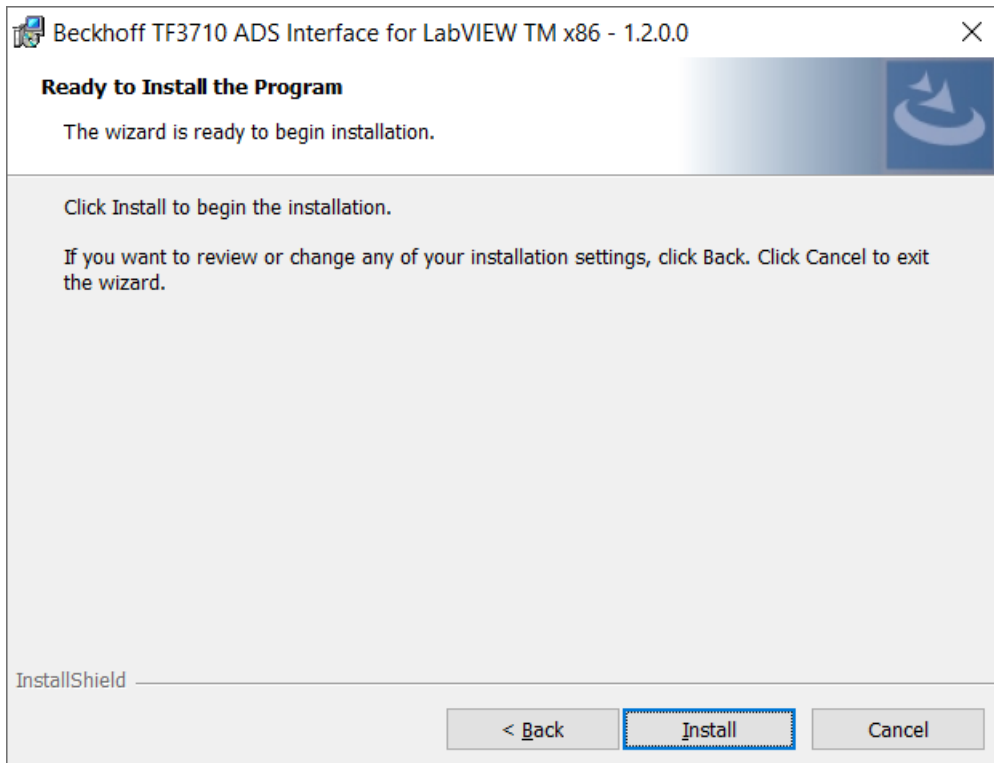 Beckhoff TF3710 ADS Interface for LabVIEW TM x86 - 1.2.0.0
Ready to Install the Program
The wizard is ready to begin installation.
Click Install to begin the installation.
If you want to review or change any of your installation settings, click Back. Click Cancel to exit
the wizard.
InstallShield
< Back
Install
Cancel